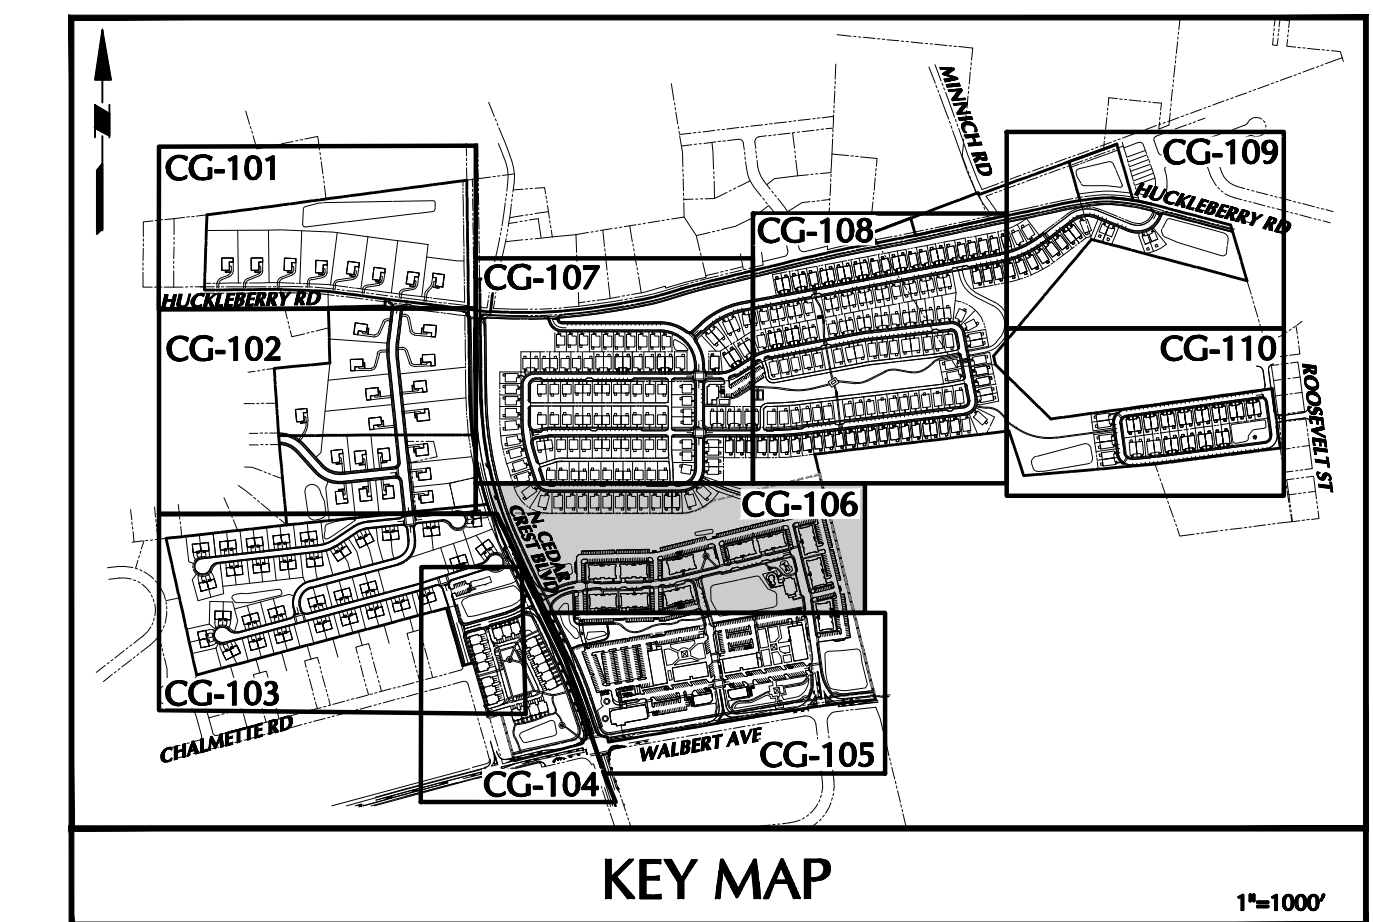 MINNICH RD
CG-101
CG-109
HUCKLEBERRY RD
CG-108
CG-107
HUCKLEBERRY RD
CG-102
CG-110
ROOSEVELT ST
CG-106
N. CEDAR
CREST BLVD
CG-103
CHALMETTE RD
WALBERT AVE
CG-105
CG-104
KEY MAP
1"=1000'